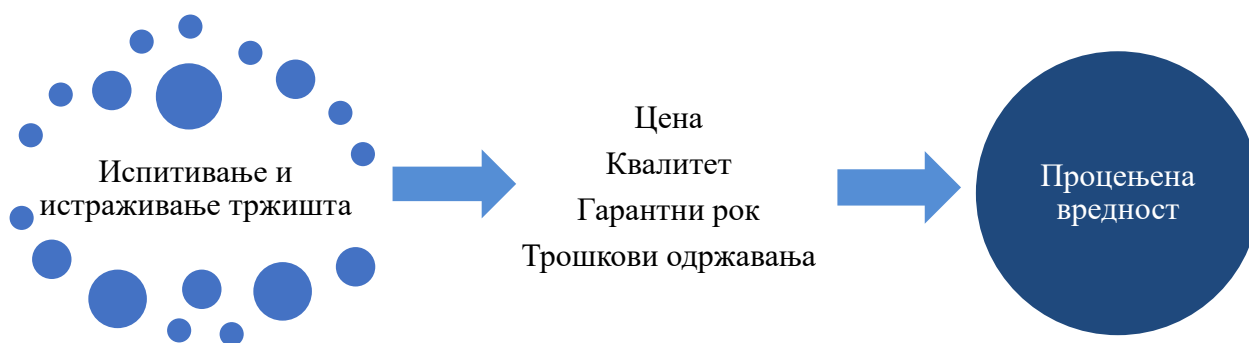 Испитивање и
истраживање тржишта
Цена
Квалитет
Гарантни рок
Трошкови одржавања
Процењена
вредност